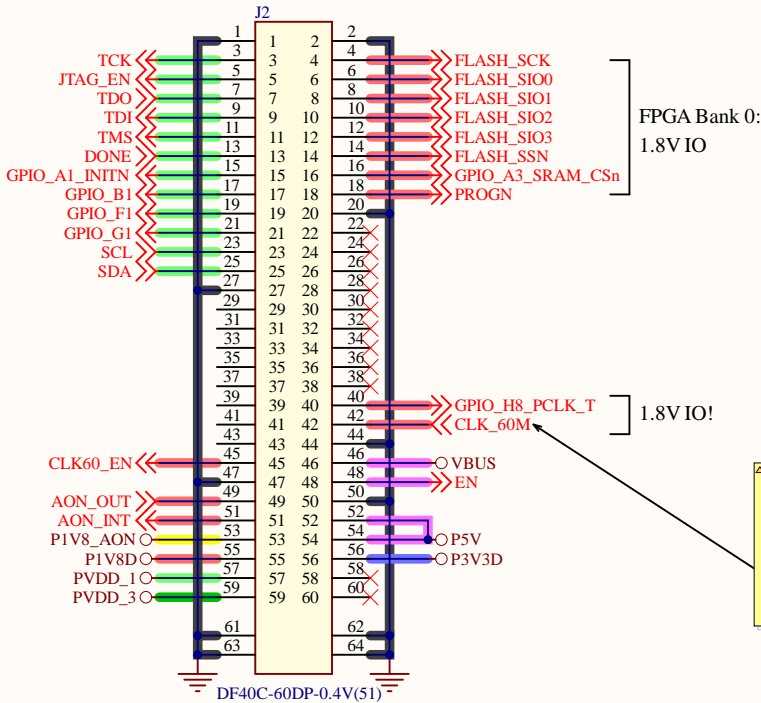 J2
1 1 2 2
TCK 3 3 4 4 FLASH_SCK
JTAG_EN 5 5 6 6 FLASH_SIO0
TDO 7 7 8 8 FLASH_SIO1
TDI 9 9 10 10 FLASH_SIO2
TMS 11 11 12 12 FLASH_SIO3
DONE 13 13 14 14 FLASH_SSN
GPIO_A1_INITN 15 15 16 16 GPIO_A3_SRAM_CSn
GPIO_B1 17 17 18 18 PROGN
GPIO_F1 19 19 20 20
GPIO_G1 21 21 22 22
SCL 23 23 24 24
SDA 25 25 26 26
27 27 28 28
29 29 30 30
31 31 32 32
33 33 34 34
35 35 36 36
37 37 38 38
39 39 40 40 GPIO_H8_PCLK_T
41 41 42 42 CLK_60M
43 43 44 44
CLK60_EN 45 45 46 46 VBUS
47 47 48 48 EN
AON_OUT 49 49 50 50
AON_INT 51 51 52 52
P1V8_AON 53 53 54 54 P5V
P1V8D 55 55 56 56 P3V3D
PVDD_1 57 57 58 58
PVDD_3 59 59 60 60
61 62
63 64
DF40C-60DP-0.4V(51)
FPGA Bank 0:
1.8V IO
1.8V IO!